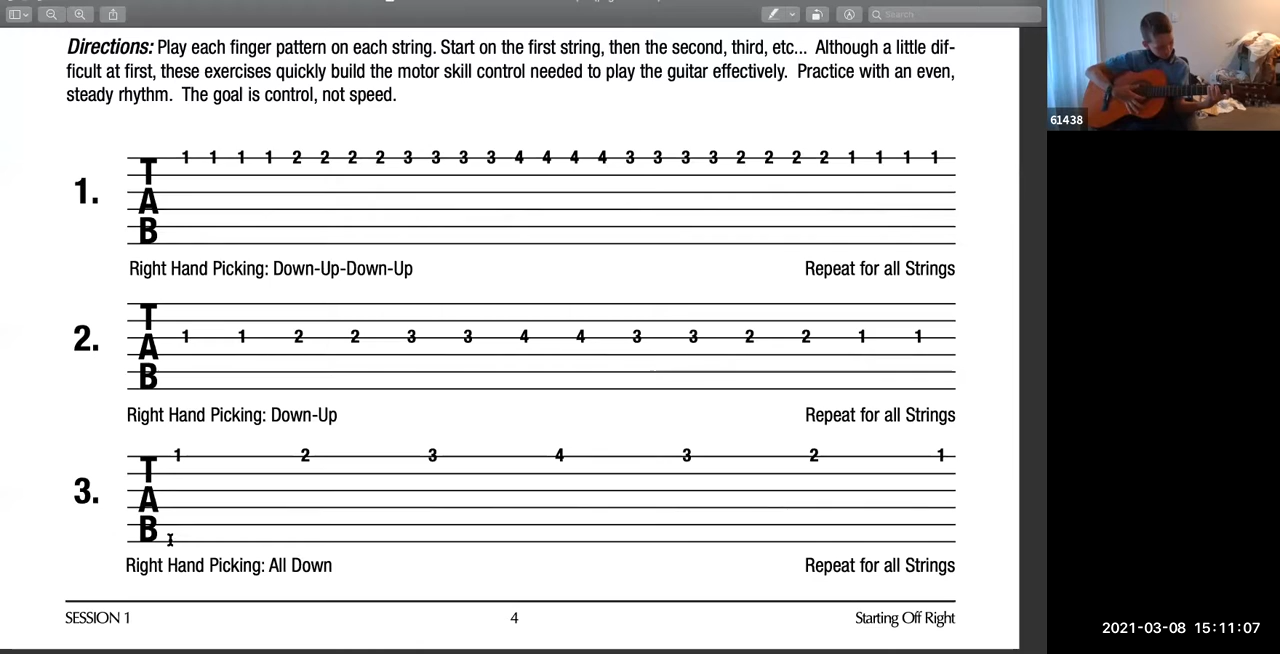 Search
Directions: Play each finger pattern on each string. Start on the first string, then the second, third, etc... Although a little dif-
ficult at first, these exercises quickly build the motor skill control needed to play the guitar effectively. Practice with an even,
steady rhythm. The goal is control, not speed.
61438
1.
T
A
B
1 1 1 1 2 2 2 2 3 3 3 3 4 4 4 4 3 3 3 3 2 2 2 2 1 1 1 1
Right Hand Picking: Down-Up-Down-Up
Repeat for all Strings
2.
T
A
B
1 1 2 2 3 3 4 4 3 3 2 2 1 1
Right Hand Picking: Down-Up
Repeat for all Strings
3.
T
A
B
1 2 3 4 3 2 1
Right Hand Picking: All Down
Repeat for all Strings
SESSION 1
4
Starting Off Right
2021-03-08 15:11:07